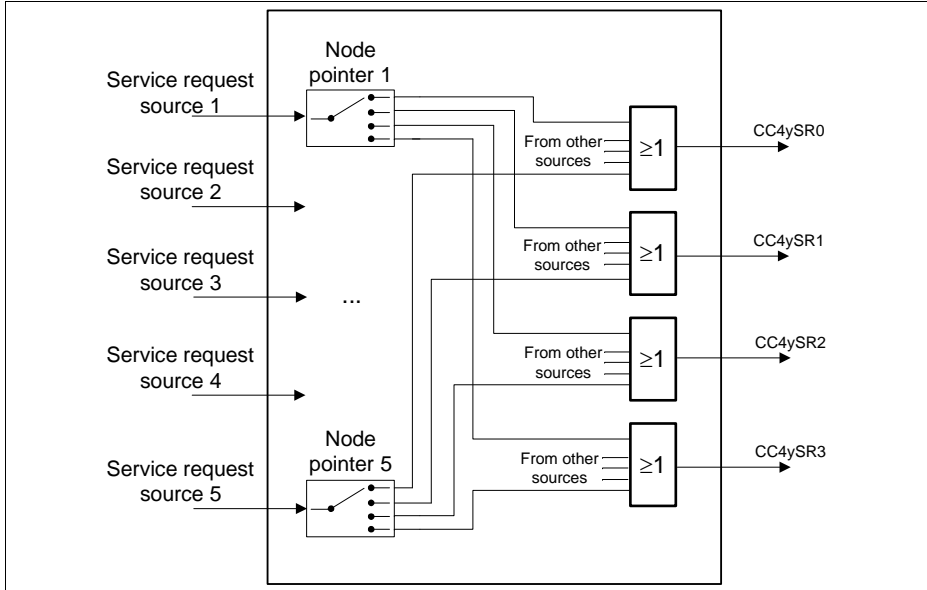 Node
pointer 1
Service request
source 1
From other
sources
≥1
CC4ySR0
Service request
source 2
From other
sources
≥1
CC4ySR1
Service request
source 3
...
From other
sources
≥1
CC4ySR2
Service request
source 4
Node
pointer 5
Service request
source 5
From other
sources
≥1
CC4ySR3